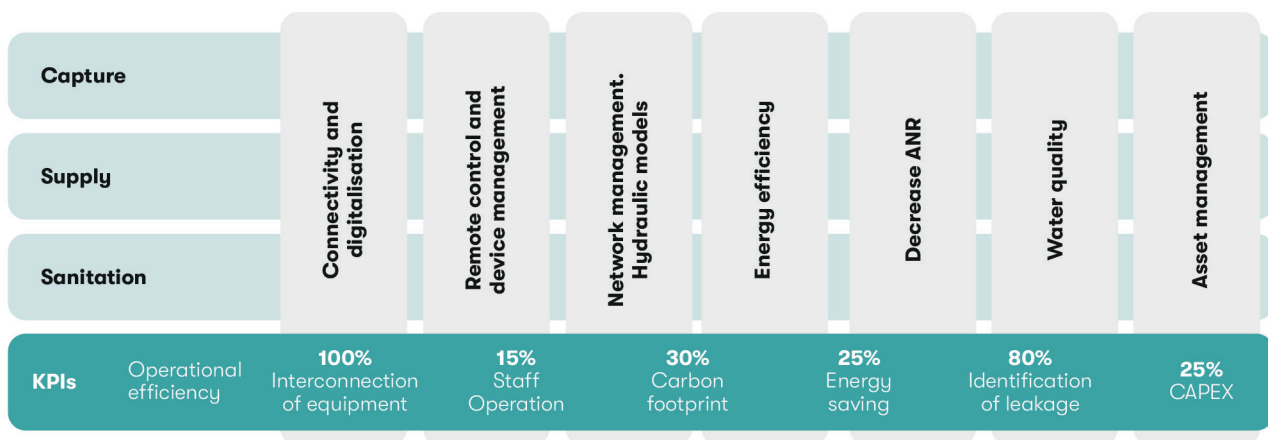 Capture
Supply
Sanitation
Connectivity and
digitalisation
Remote control and
device management
Network management.
Hydraulic models
Energy efficiency
Decrease ANR
Water quality
Asset management
KPIs
Operational
efficiency
100%
Interconnection
of equipment
15%
Staff
Operation
30%
Carbon
footprint
25%
Energy
saving
80%
Identification
of leakage
25%
CAPEX